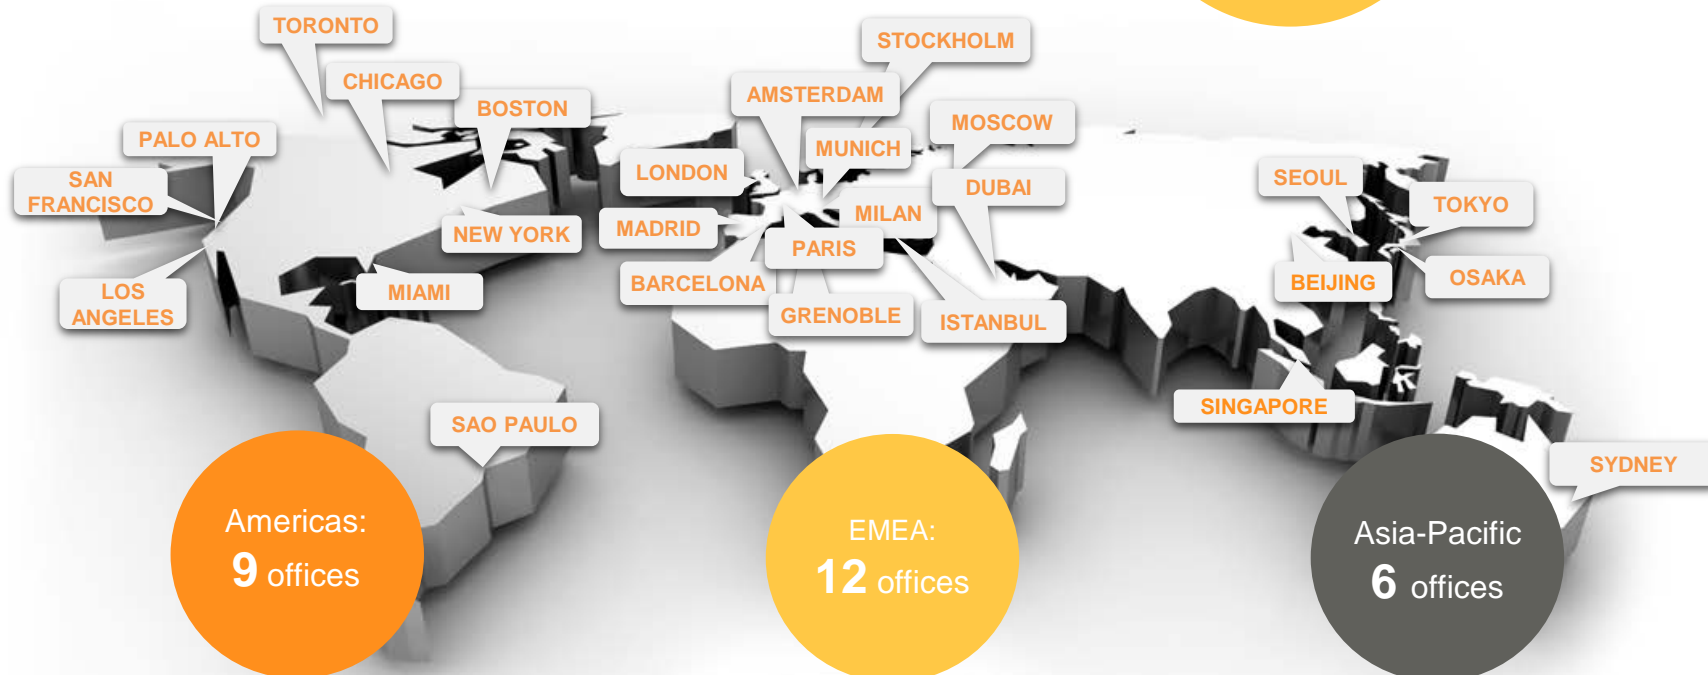 TORONTO
STOCKHOLM
CHICAGO
AMSTERDAM
BOSTON
MOSCOW
PALO ALTO
MUNICH
LONDON
SAN
FRANCISCO
DUBAI
SEOUL
TOKYO
MILAN
MADRID
NEW YORK
PARIS
BARCELONA
BEIJING
OSAKA
LOS
ANGELES
MIAMI
GRENOBLE
ISTANBUL
SINGAPORE
SAO PAULO
SYDNEY
Americas:
9 offices
EMEA:
12 offices
Asia-Pacific
6 offices